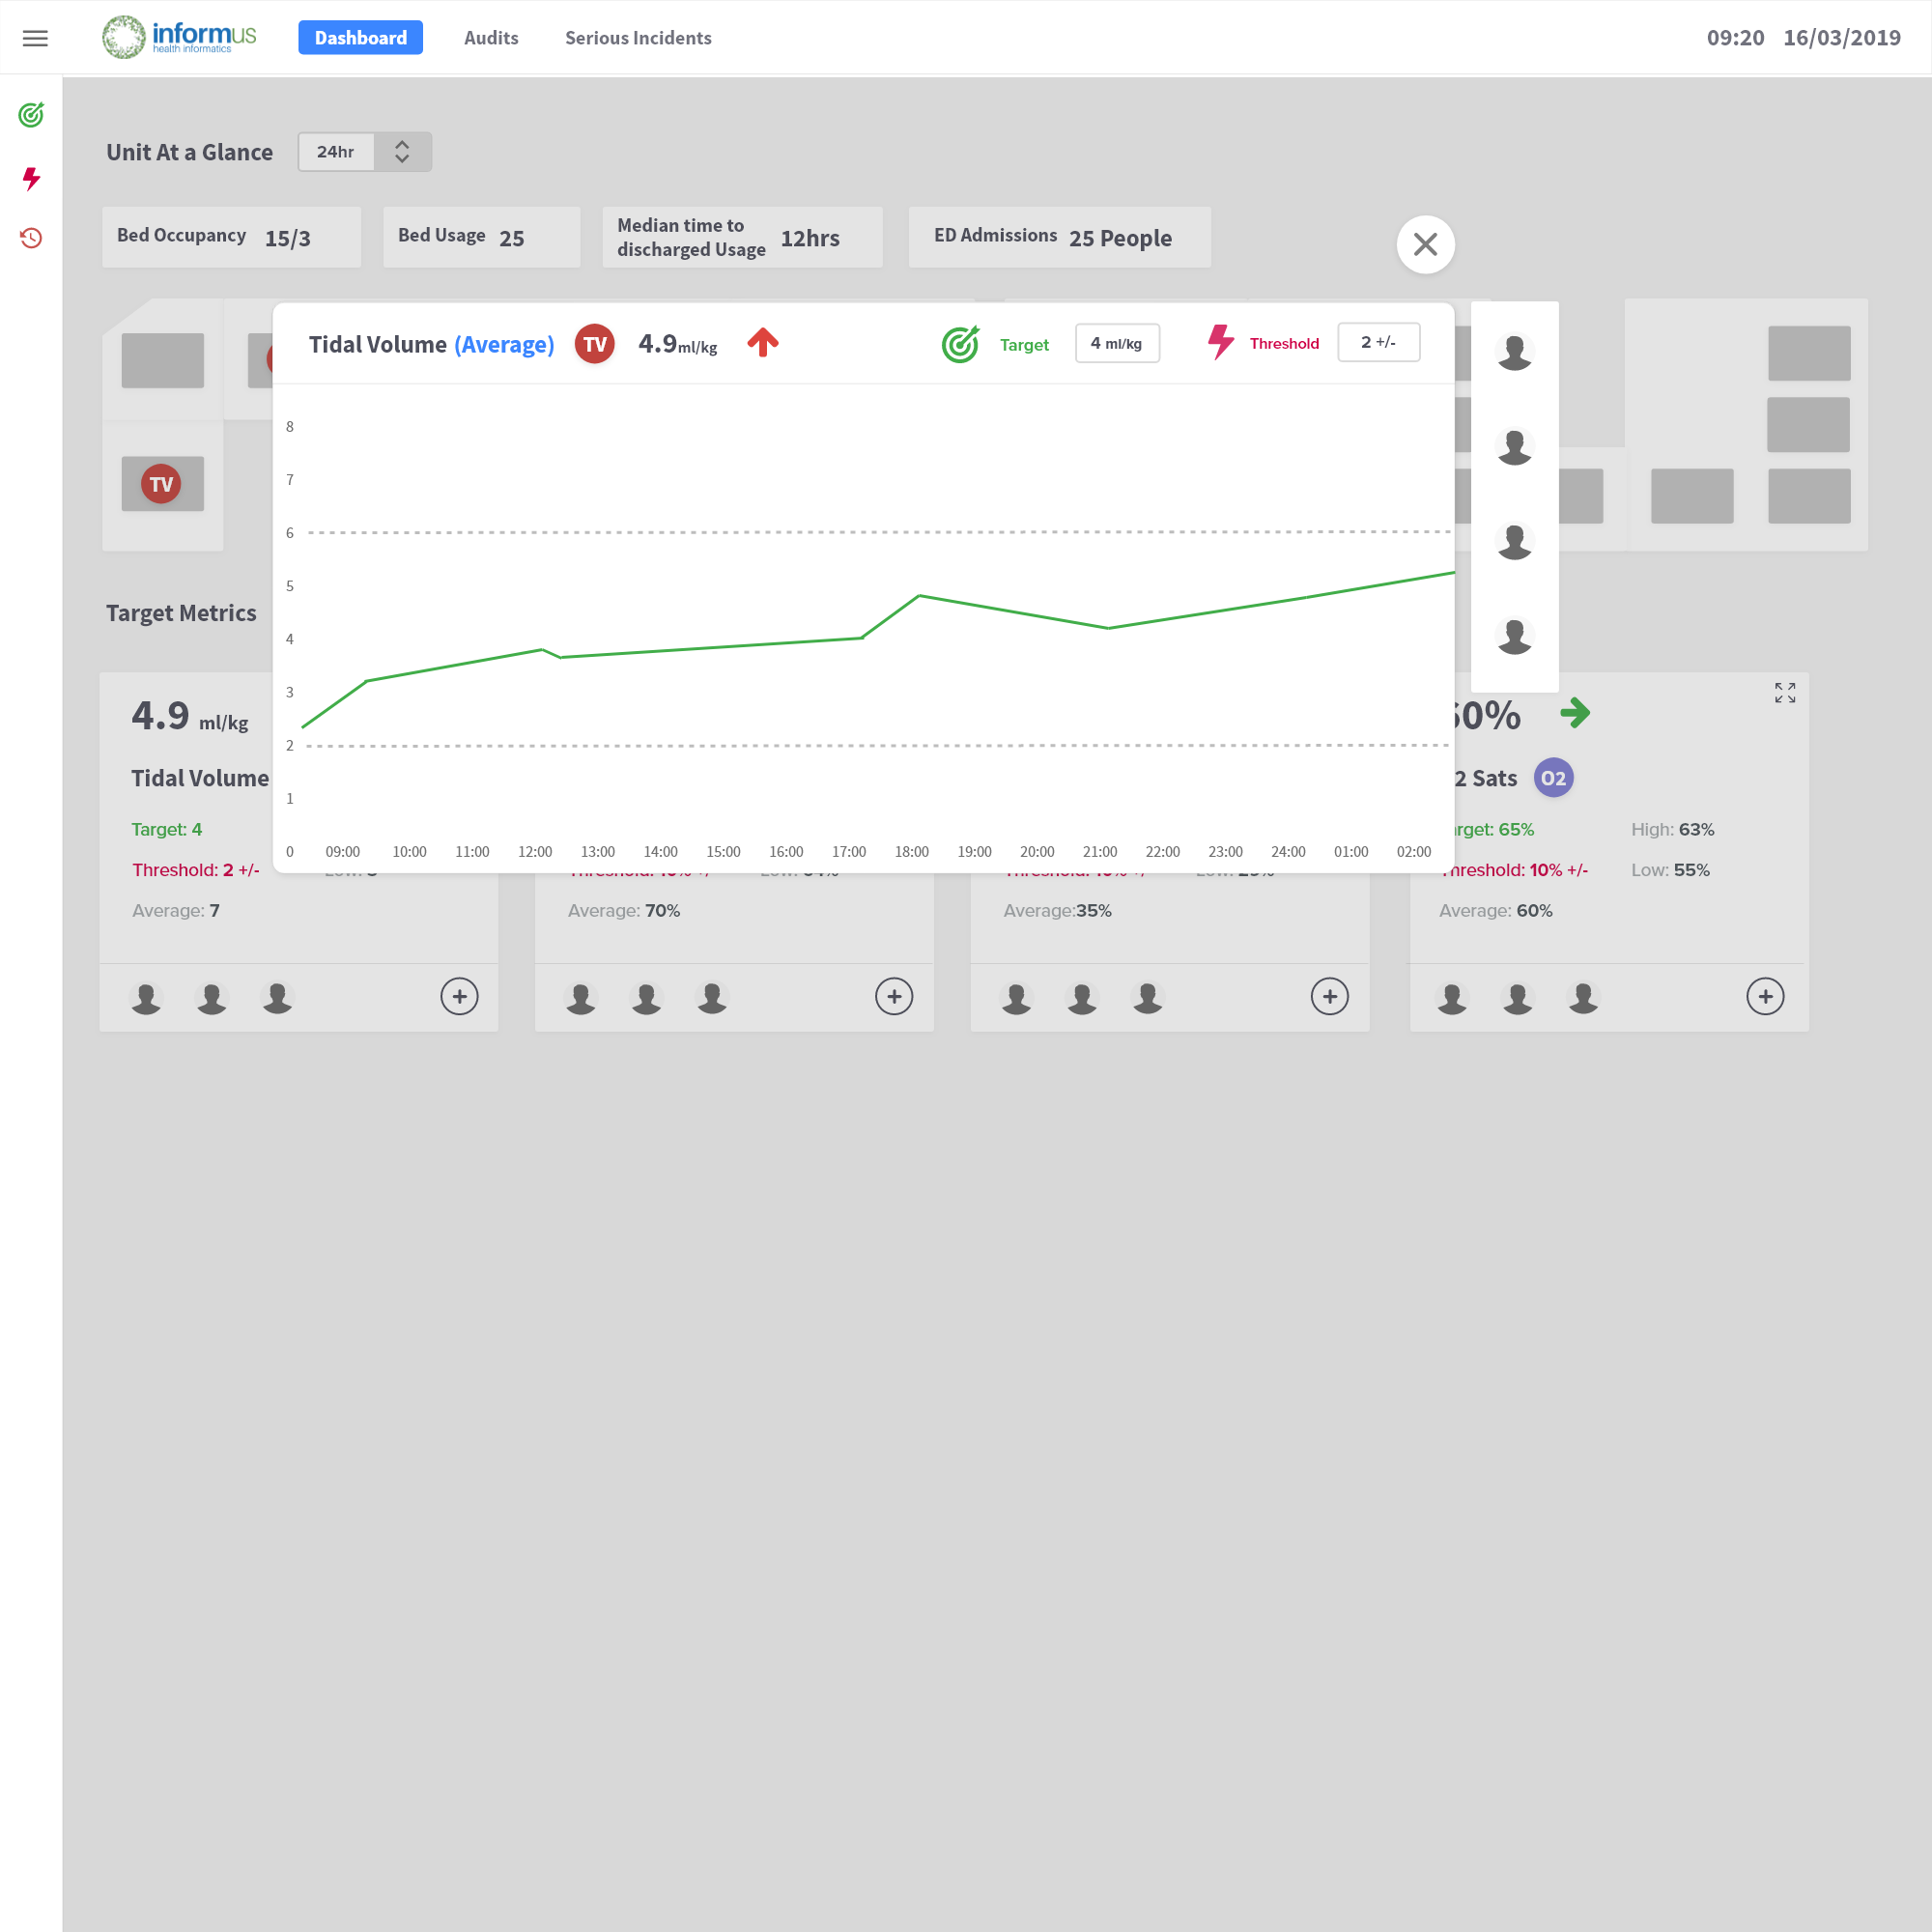 informus
health informatics
Dashboard
Audits
Serious Incidents
09:20 16/03/2019
Unit At a Glance
24hr
Bed Occupancy 15/3
Bed Usage 25
Median time to
discharged Usage
12hrs
ED Admissions 25 People
Tidal Volume (Average)
TV
4.9ml/kg
Target
4 ml/kg
Threshold
2 +/-
TV
8
7
6
5
4
3
2
1
0 09:00 10:00 11:00 12:00 13:00 14:00 15:00 16:00 17:00 18:00 19:00 20:00 21:00 22:00 23:00 24:00 01:00 02:00
Target Metrics
4.9 ml/kg
Tidal Volume
Target: 4
Threshold: 2 +/-
Average: 7
Average: 70%
Average:35%
60%
2 Sats
O2
rget: 65%
High: 63%
hreshold: 10% +/-
Low: 55%
Average: 60%